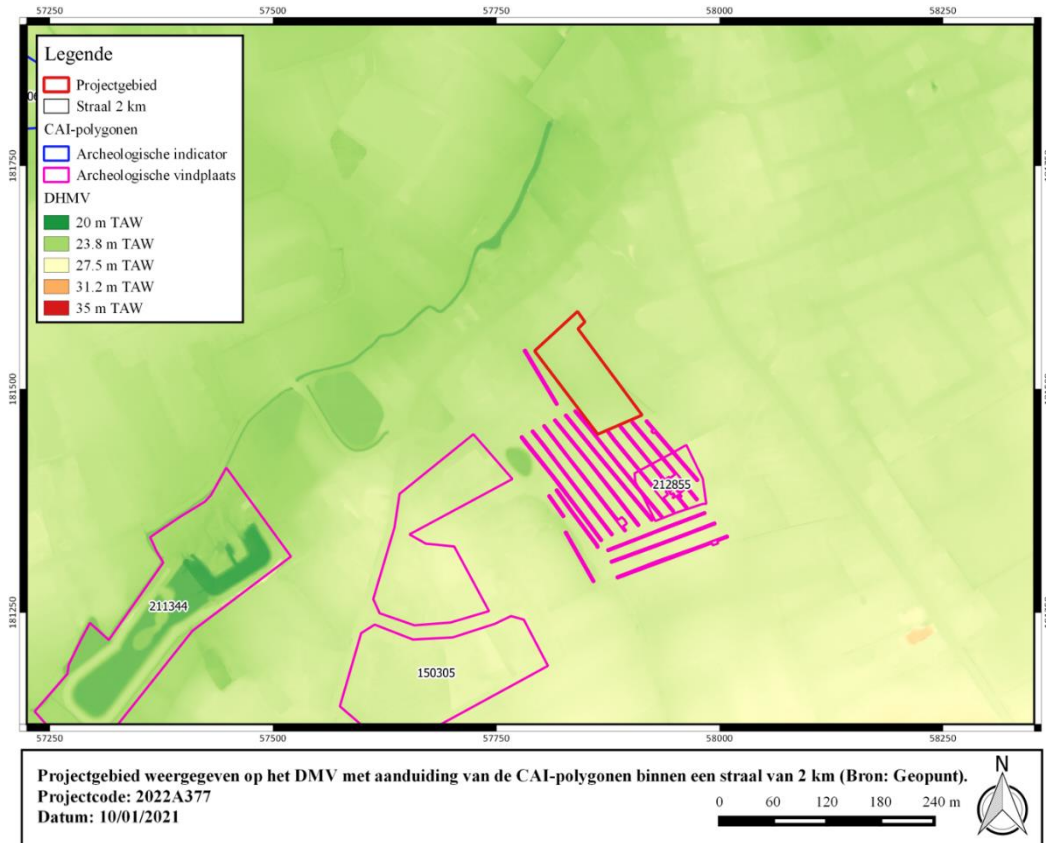 57250 57500 57750 58000 58250
Legende
Projectgebied
Straal 2 km
CAI-polygonen
Archeologische indicator
Archeologische vindplaats
DHMV
20 m TAW
23.8 m TAW
27.5 m TAW
31.2 m TAW
35 m TAW
181750
181500
181250
212855
211344
150305
57250 57500 57750 58000 58250
Projectgebied weergegeven op het DMV met aanduiding van de CAI-polygonen binnen een straal van 2 km (Bron: Geopunt).
Projectcode: 2022A377
Datum: 10/01/2021
0 60 120 180 240 m
N